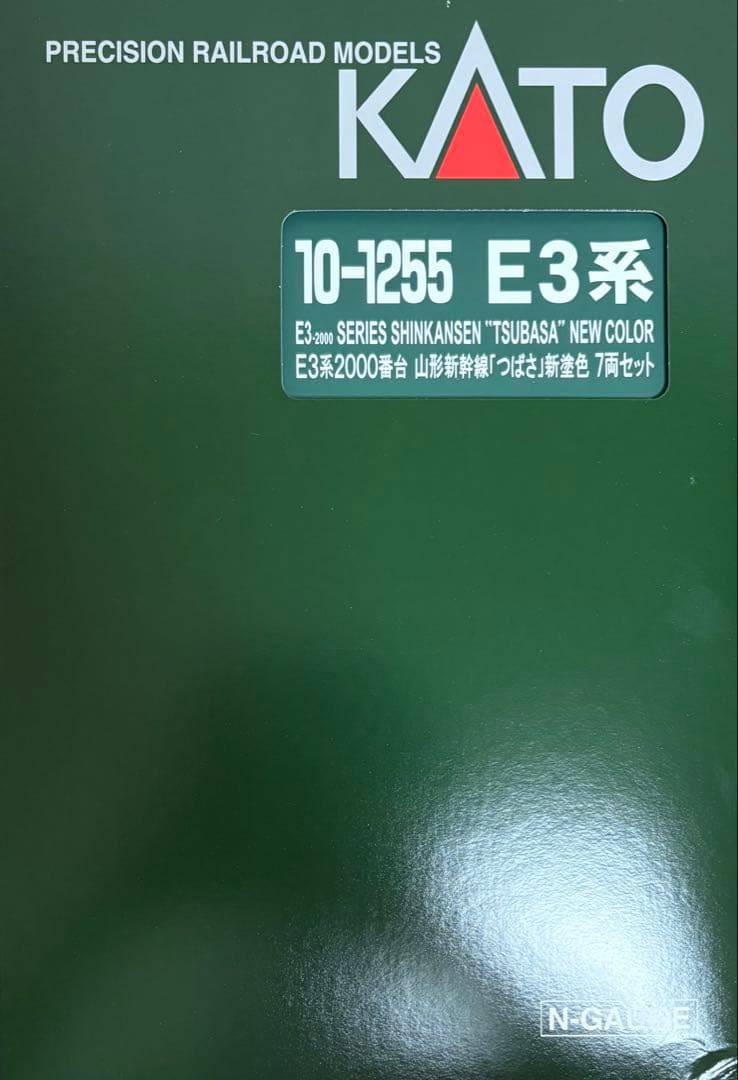 PRECISION RAILROAD MODELS
KATO
10-1255 E3系
E3-2000 SERIES SHINKANSEN "TSUBASA" NEW COLOR
E3系2000番台 山形新幹線「つばさ」新塗色 7両セット
N-GAUGE